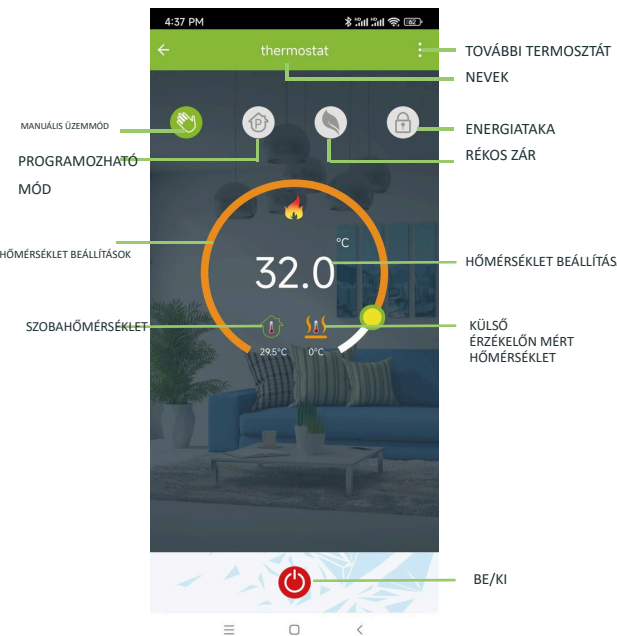 4:37 PM
62
thermostat
TOVÁBBI TERMOSZTÁT
NEVEK
MANUÁLIS ÜZEMMÓD
P
ENERGIATAKA
RÉKOS ZÁR
PROGRAMOZHATÓ
MÓD
HŐMÉRSÉKLET BEÁLLÍTÁSOK
°C
32.0
HŐMÉRSÉKLET BEÁLLÍTÁS
SZOBAHŐMÉRSÉKLET
29.5°C
0°C
KÜLSŐ
ÉRZÉKELŐN MÉRT
HŐMÉRSÉKLET
BE/KI